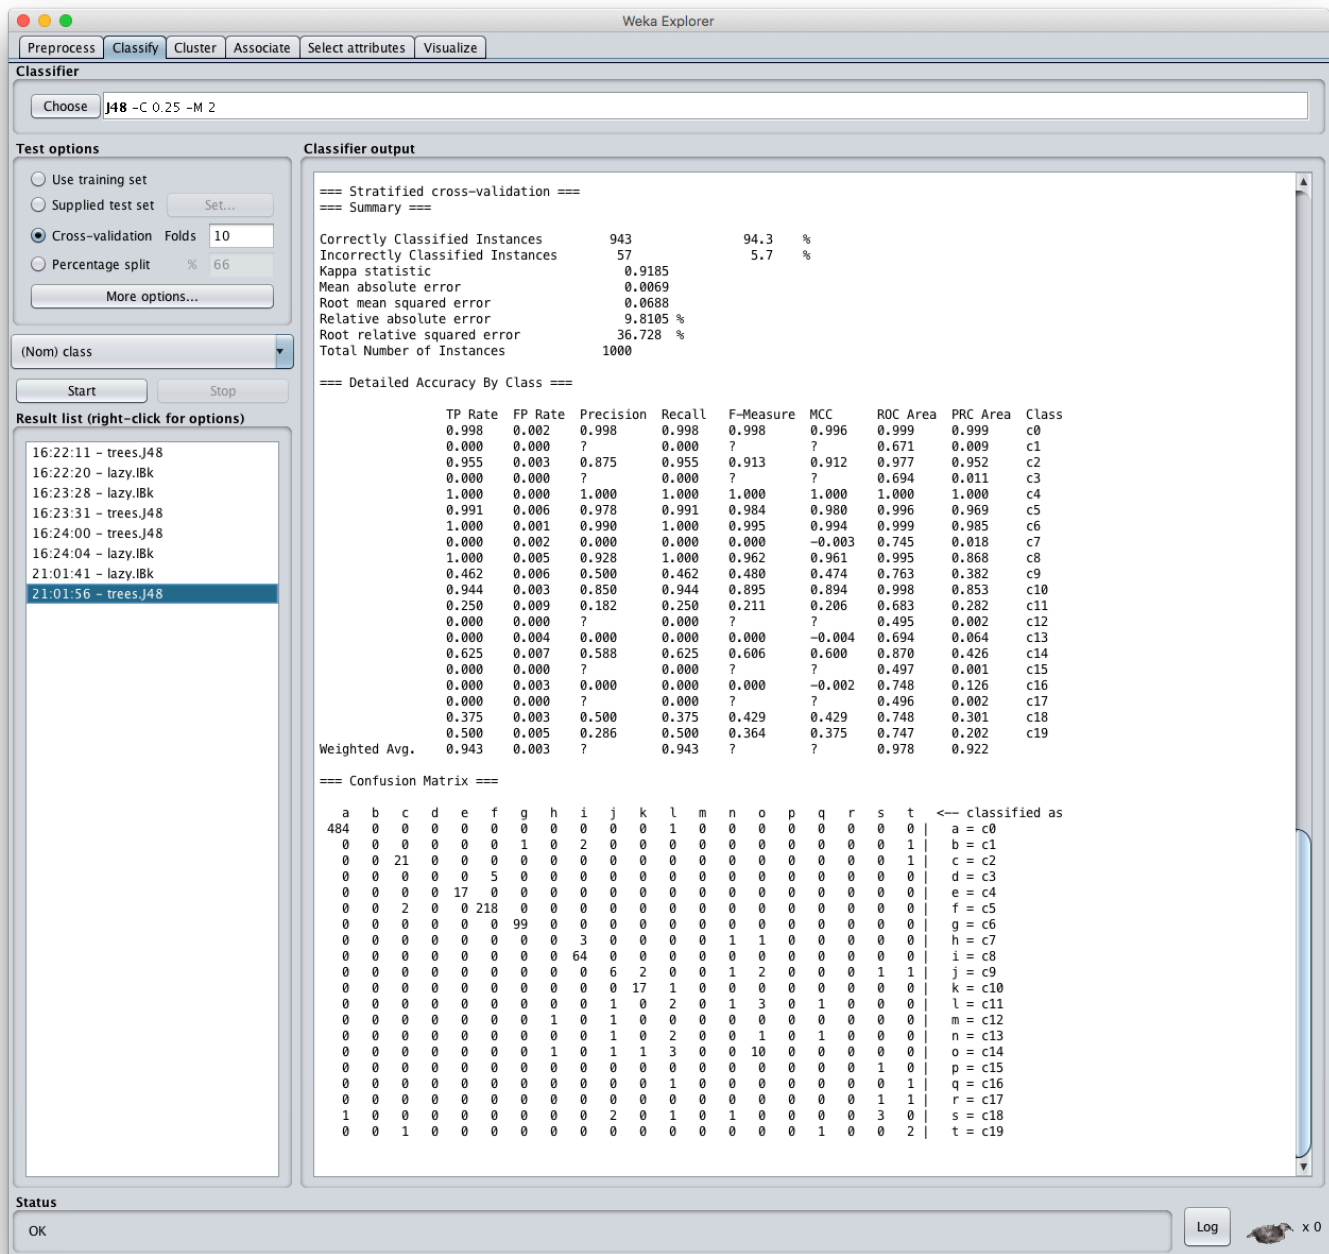 Weka Explorer
Preprocess Classify Cluster Associate Select attributes Visualize
Classifier
Choose J48 -C 0.25 -M 2
Test options
Use training set
Supplied test set Set...
Cross-validation Folds 10
Percentage split % 66
More options...
(Nom) class
Start Stop
Result list (right-click for options)
16:22:11 - trees.J48
16:22:20 - lazy.IBk
16:23:28 - lazy.IBk
16:23:31 - trees.J48
16:24:00 - trees.J48
16:24:04 - lazy.IBk
21:01:41 - lazy.IBk
21:01:56 - trees.J48
Classifier output
=== Stratified cross-validation ===
=== Summary ===
Correctly Classified Instances 943 94.3 %
Incorrectly Classified Instances 57 5.7 %
Kappa statistic 0.9185
Mean absolute error 0.0069
Root mean squared error 0.0688
Relative absolute error 9.8105 %
Root relative squared error 36.728 %
Total Number of Instances 1000
=== Detailed Accuracy By Class ===
TP Rate FP Rate Precision Recall F-Measure MCC ROC Area PRC Area Class
0.998 0.002 0.998 0.998 0.998 0.996 0.999 0.999 c0
0.000 0.000 ? 0.000 ? ? 0.671 0.009 c1
0.955 0.003 0.875 0.955 0.913 0.912 0.977 0.952 c2
0.000 0.000 ? 0.000 ? ? 0.694 0.011 c3
1.000 0.000 1.000 1.000 1.000 1.000 1.000 1.000 c4
0.991 0.006 0.978 0.991 0.984 0.980 0.996 0.969 c5
1.000 0.001 0.990 1.000 0.995 0.994 0.999 0.985 c6
0.000 0.002 0.000 0.000 0.000 -0.003 0.745 0.018 c7
1.000 0.005 0.928 1.000 0.962 0.961 0.995 0.868 c8
0.462 0.006 0.500 0.462 0.480 0.474 0.763 0.382 c9
0.944 0.003 0.850 0.944 0.895 0.894 0.998 0.853 c10
0.250 0.009 0.182 0.250 0.211 0.206 0.683 0.282 c11
0.000 0.000 ? 0.000 ? ? 0.495 0.002 c12
0.000 0.004 0.000 0.000 0.000 -0.004 0.694 0.064 c13
0.625 0.007 0.588 0.625 0.606 0.600 0.870 0.426 c14
0.000 0.000 ? 0.000 ? ? 0.497 0.001 c15
0.000 0.003 0.000 0.000 0.000 -0.002 0.748 0.126 c16
0.000 0.000 ? 0.000 ? ? 0.496 0.002 c17
0.375 0.003 0.500 0.375 0.429 0.429 0.748 0.301 c18
0.500 0.005 0.286 0.500 0.364 0.375 0.747 0.202 c19
Weighted Avg. 0.943 0.003 ? 0.943 ? ? 0.978 0.922
=== Confusion Matrix ===
a b c d e f g h i j k l m n o p q r s t <-- classified as
484 0 0 0 0 0 0 0 0 0 0 1 0 0 0 0 0 0 0 0 | a = c0
0 0 0 0 0 0 1 0 2 0 0 0 0 0 0 0 0 0 0 1 | b = c1
0 0 21 0 0 0 0 0 0 0 0 0 0 0 0 0 0 0 0 1 | c = c2
0 0 0 0 0 5 0 0 0 0 0 0 0 0 0 0 0 0 0 0 | d = c3
0 0 0 0 17 0 0 0 0 0 0 0 0 0 0 0 0 0 0 0 | e = c4
0 0 2 0 0 218 0 0 0 0 0 0 0 0 0 0 0 0 0 0 | f = c5
0 0 0 0 0 0 99 0 0 0 0 0 0 0 0 0 0 0 0 0 | g = c6
0 0 0 0 0 0 0 0 3 0 0 0 0 1 1 0 0 0 0 0 | h = c7
0 0 0 0 0 0 0 0 64 0 0 0 0 0 0 0 0 0 0 0 | i = c8
0 0 0 0 0 0 0 0 0 6 2 0 0 1 2 0 0 0 1 1 | j = c9
0 0 0 0 0 0 0 0 0 0 17 1 0 0 0 0 0 0 0 0 | k = c10
0 0 0 0 0 0 0 0 0 1 0 2 0 1 3 0 1 0 0 0 | l = c11
0 0 0 0 0 0 0 1 0 1 0 0 0 0 0 0 0 0 0 0 | m = c12
0 0 0 0 0 0 0 0 0 1 0 2 0 0 1 0 1 0 0 0 | n = c13
0 0 0 0 0 0 0 1 0 1 1 3 0 0 10 0 0 0 0 0 | o = c14
0 0 0 0 0 0 0 0 0 0 0 0 0 0 0 0 0 0 1 0 | p = c15
0 0 0 0 0 0 0 0 0 0 0 1 0 0 0 0 0 0 0 1 | q = c16
0 0 0 0 0 0 0 0 0 0 0 0 0 0 0 0 0 0 1 1 | r = c17
1 0 0 0 0 0 0 0 0 2 0 1 0 1 0 0 0 0 3 0 | s = c18
0 0 1 0 0 0 0 0 0 0 0 0 0 0 0 0 1 0 0 2 | t = c19
Status
OK
Log x 0